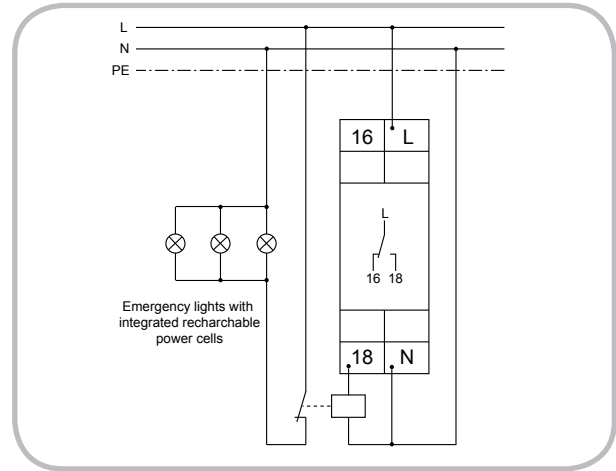 L
N
PE
16 L
L
16 18
Emergency lights with
integrated recharchable
power cells
18 N